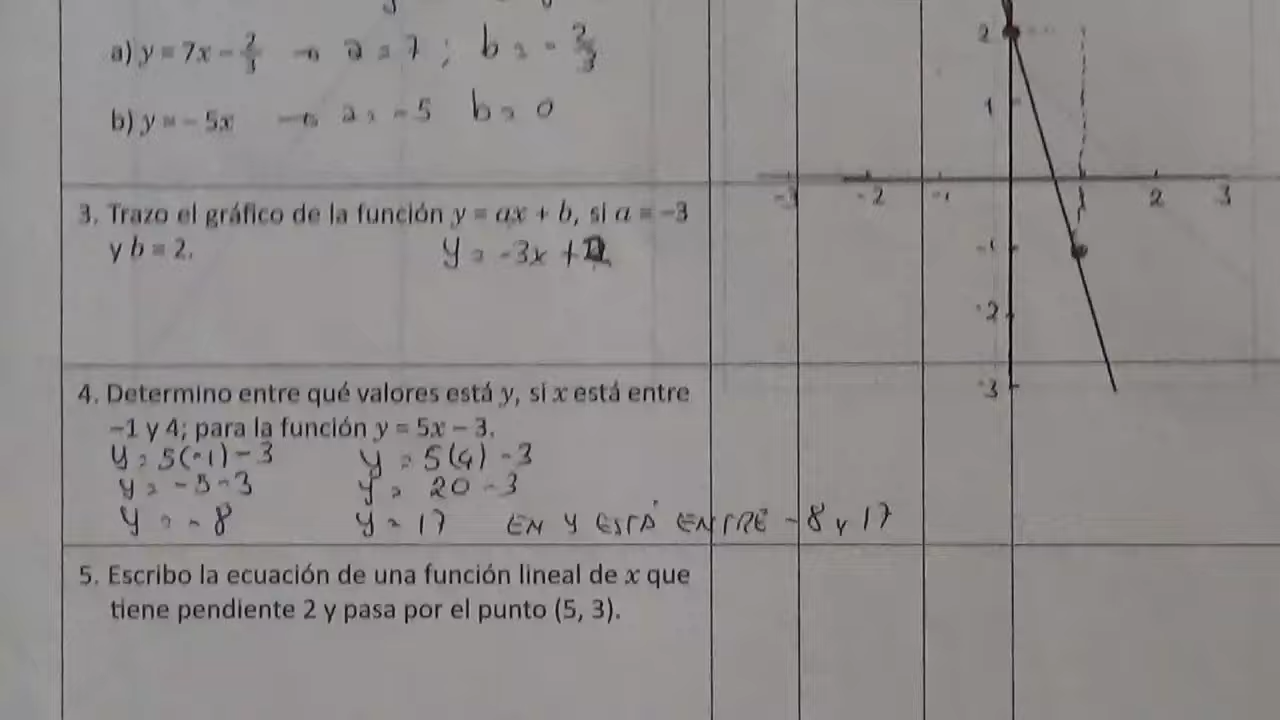 a) y = 7x − 2/3 → a = 7 ; b = − 2/3
b) y = − 5x → a = −5 b = 0
3. Trazo el gráfico de la función y = ax + b, si a = −3
y b = 2.
y = -3x +
4. Determino entre qué valores está y, si x está entre
−1 y 4; para la función y = 5x − 3.
y = 5(-1) - 3 y = 5(4) - 3
y = -5 - 3 y = 20 - 3
y = -8 y = 17 EN Y ESTÁ ENTRE -8 y 17
5. Escribo la ecuación de una función lineal de x que
tiene pendiente 2 y pasa por el punto (5, 3).
2
1
-3 -2 -1 1 2 3
-1
-2
-3